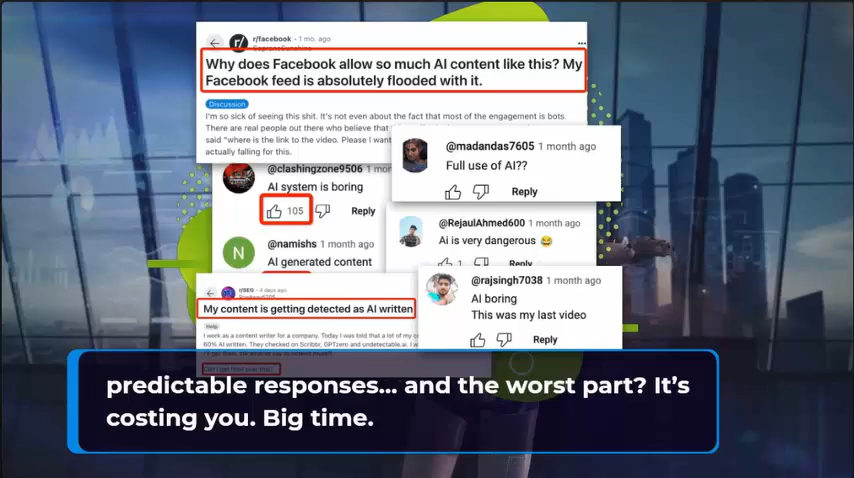 r/facebook · 1 mo. ago
Why does Facebook allow so much AI content like this? My
Facebook feed is absolutely flooded with it.
Discussion
I'm so sick of seeing this shit. It's not even about the fact that most of the engagement is bots.
There are real people out there who believe that
said "where is the link to the video. Please I want
actually falling for this.
@madandas7605 1 month ago
Full use of AI??
Reply
@clashingzone9506 1 mon
AI system is boring
105 Reply
@RejaulAhmed600 1 month ago
Ai is very dangerous 😂
1 Reply
@namishs 1 month ago
N
AI generated content
@rajsingh7038 1 month ago
AI boring
This was my last video
Reply
r/SEO · 4 days ago
My content is getting detected as AI written
Help
I work as a content writer for a company. Today I was told that a lot of my co
60% AI written. They checked on Scribbr, GPTzero and undetectable.ai. I w
predictable responses... and the worst part? It's
costing you. Big time.